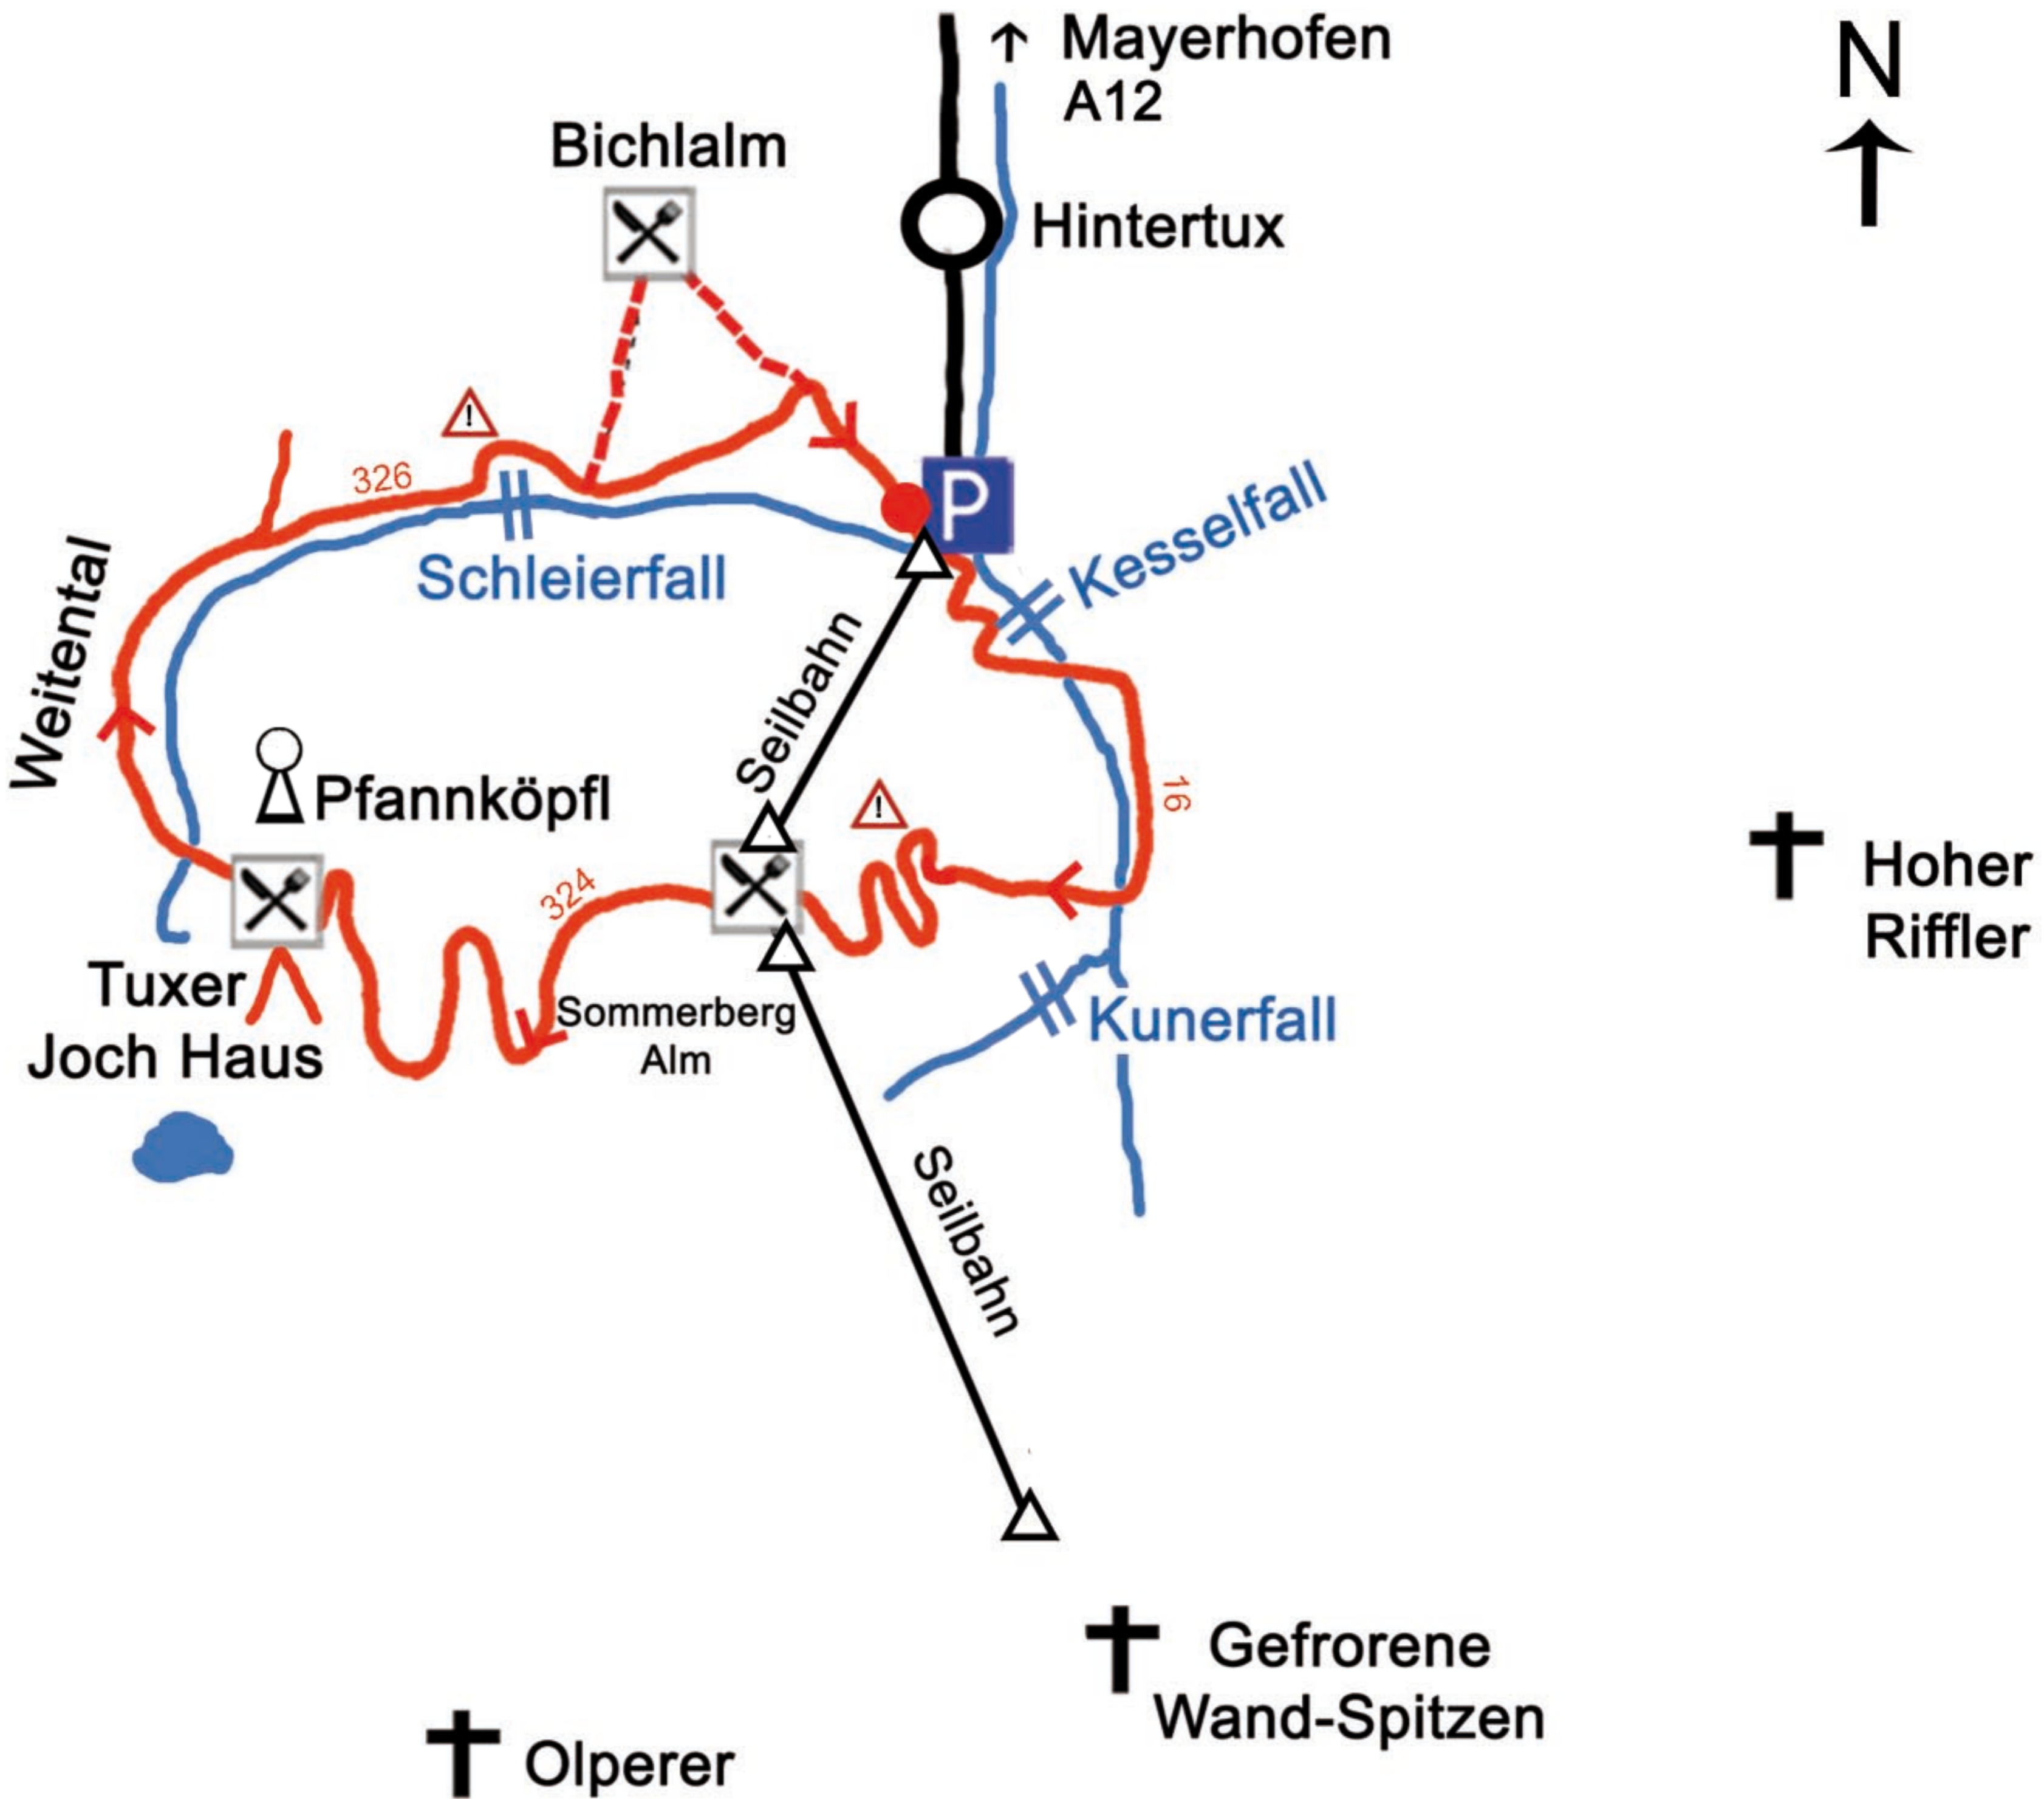 Mayerhofen
A12
N
Bichlalm
Hintertux
326
P
Kesselfall
Schleierfall
Weitental
Seilbahn
Pfannköpfl
16
324
Hoher
Riffler
Tuxer
Joch Haus
Sommerberg
Alm
Kunerfall
Seilbahn
Gefrorene
Wand-Spitzen
Olperer